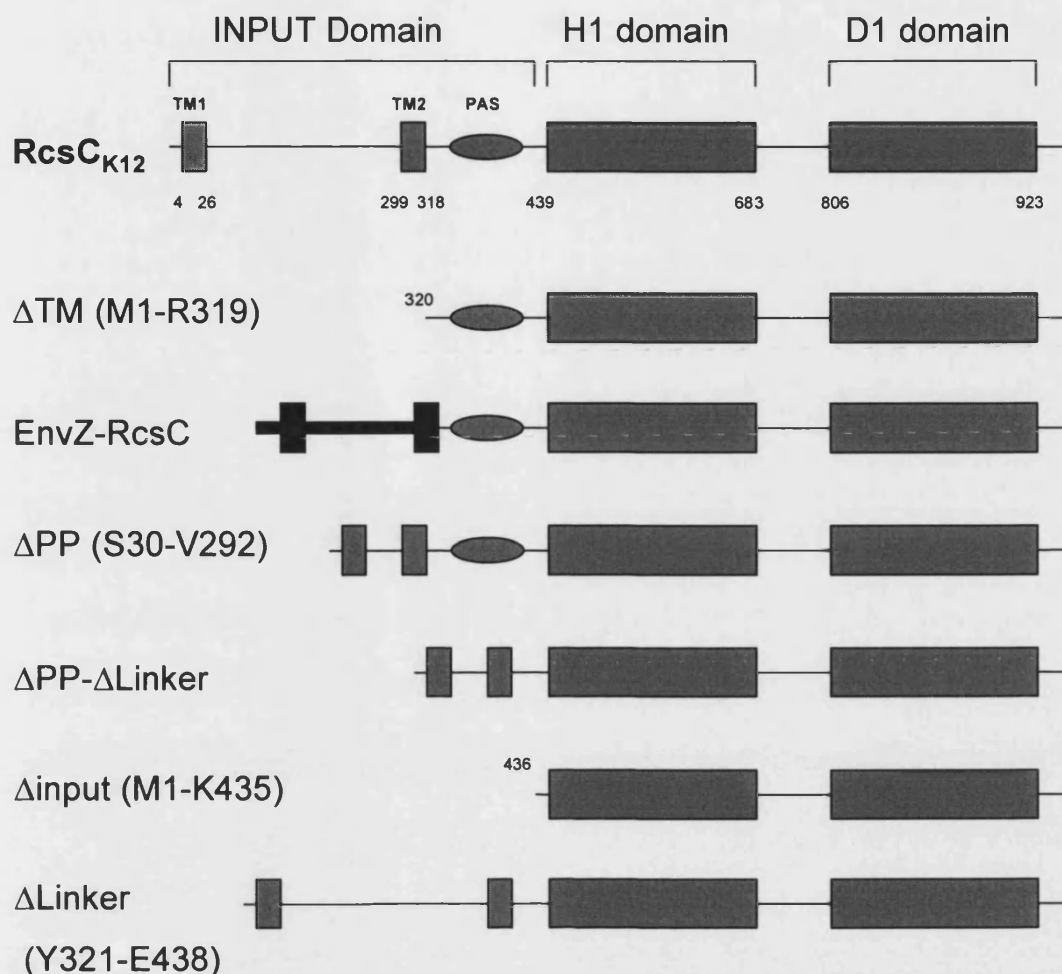 INPUT Domain H1 domain D1 domain
TM1 TM2 PAS
RcsCK12
4 26 299 318 439 683 806 923
320
ΔTM (M1-R319)
EnvZ-RcsC
ΔPP (S30-V292)
ΔPP-ΔLinker
436
Δinput (M1-K435)
ΔLinker
(Y321-E438)